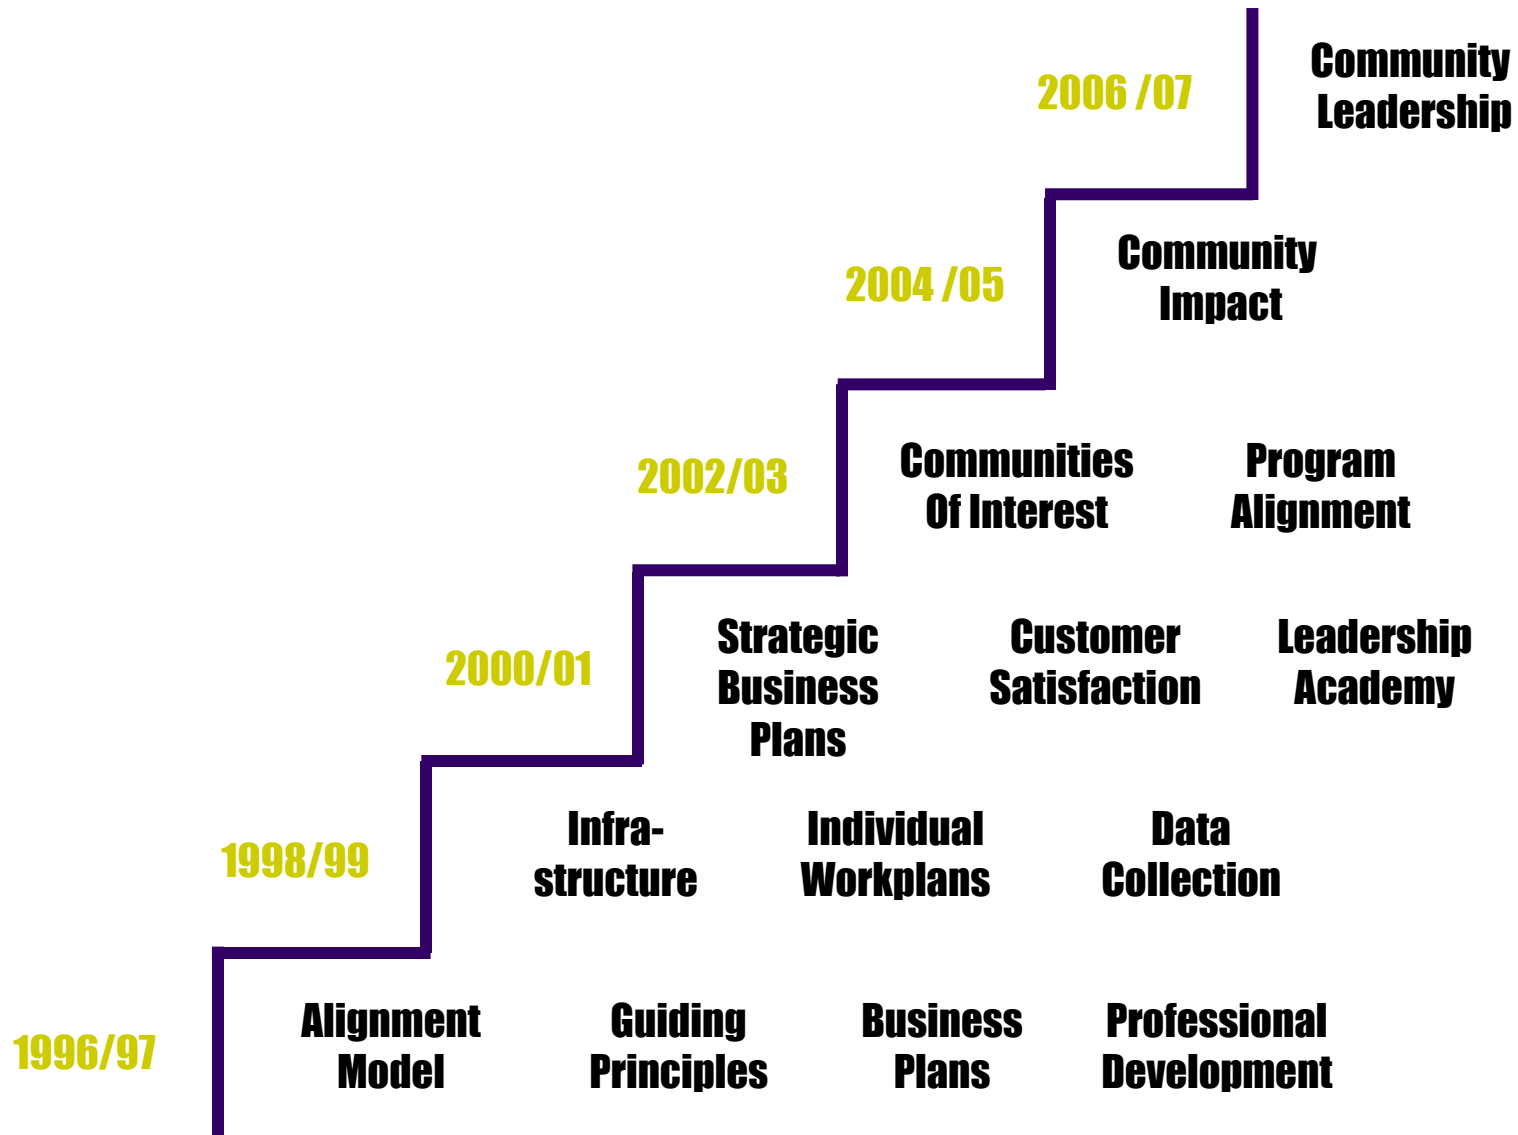 2006 /07
Community
Leadership
2004 /05
Community
Impact
2002/03
Communities
Of Interest
Program
Alignment
2000/01
Strategic
Business
Plans
Customer
Satisfaction
Leadership
Academy
1998/99
Infra-
structure
Individual
Workplans
Data
Collection
1996/97
Alignment
Model
Guiding
Principles
Business
Plans
Professional
Development